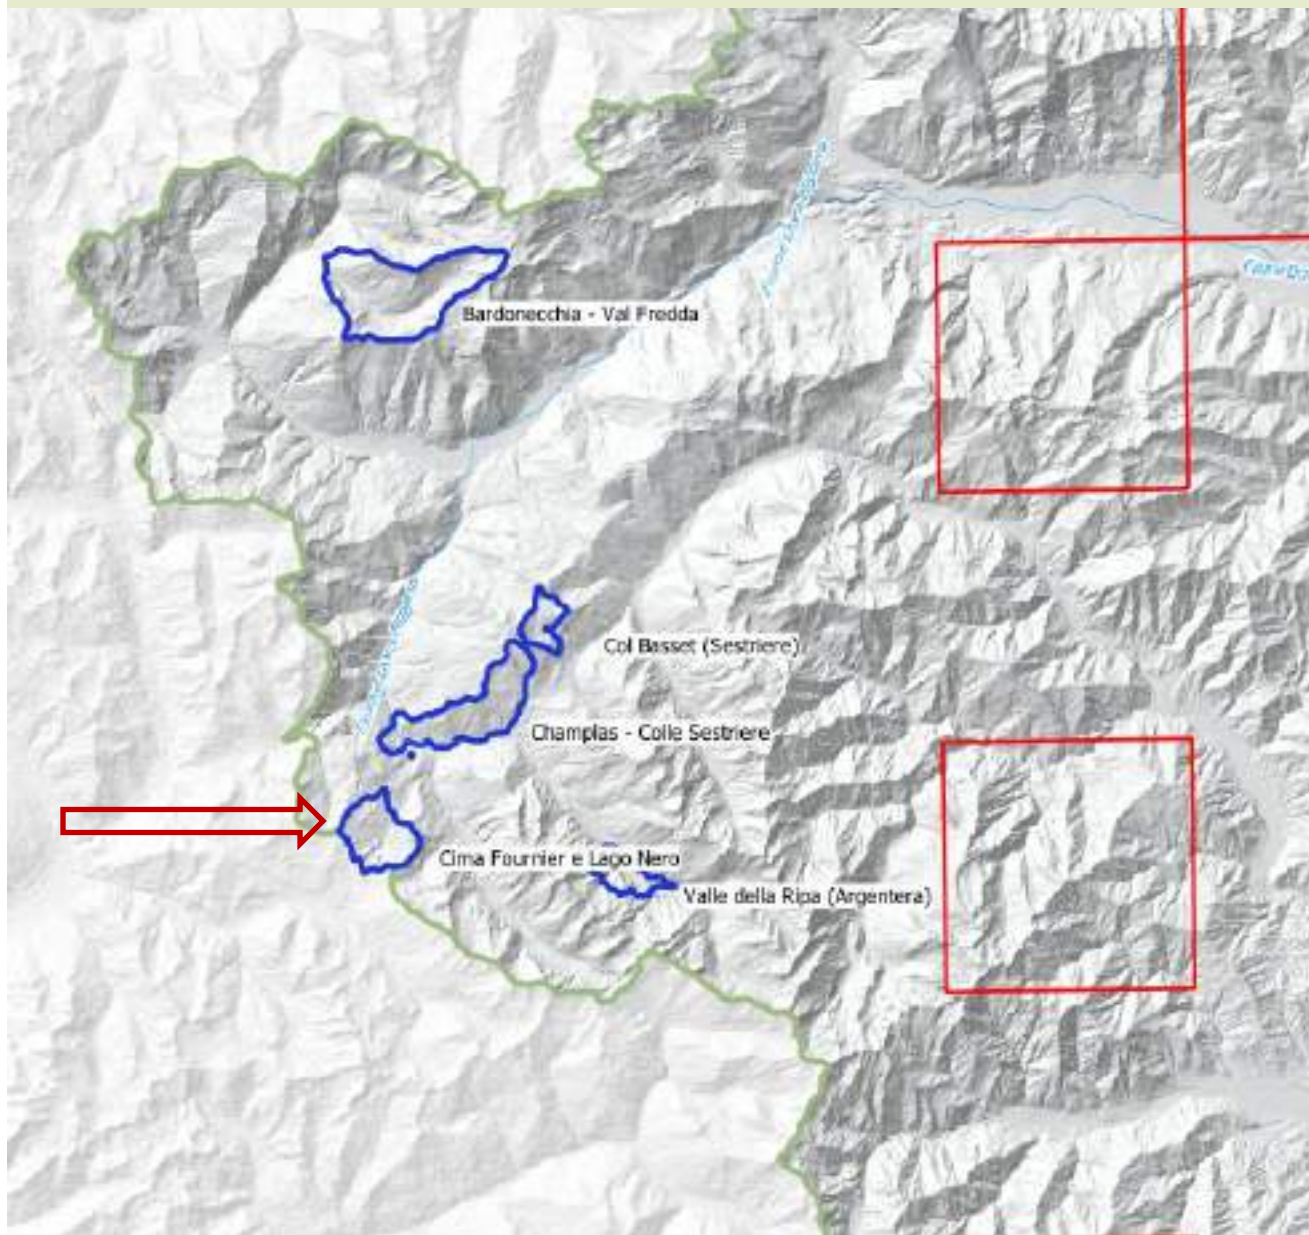 Bardonecchia - Val Fredda
Col Basset (Sestriere)
Champlas - Colle Sestriere
Cima Fournier e Lago Nero
Valle della Ripa (Argentera)